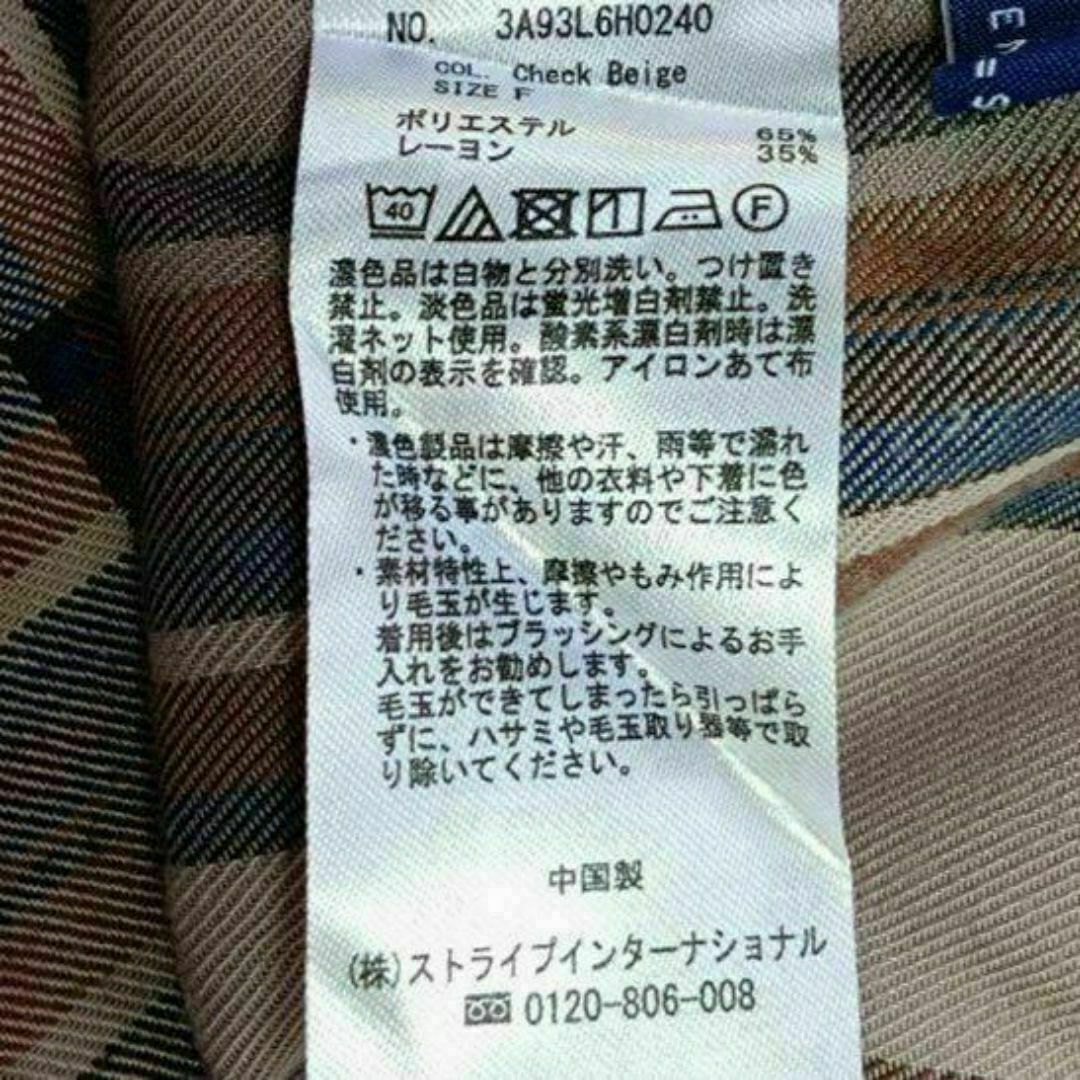 NO. 3A93L6H0240
COL. Check Beige
SIZE F
ポリエステル 65%
レーヨン 35%
40 F
濃色品は白物と分別洗い。つけ置き
禁止。淡色品は蛍光増白剤禁止。洗
濯ネット使用。酸素系漂白剤時は漂
白剤の表示を確認。アイロンあて布
使用。
・濃色製品は摩擦や汗、雨等で濡れ
た時などに、他の衣料や下着に色
が移る事がありますのでご注意く
ださい。
・素材特性上、摩擦やもみ作用によ
り毛玉が生じます。
着用後はブラッシングによるお手
入れをお勧めします。
毛玉ができてしまったら引っぱら
ずに、ハサミや毛玉取り器等で取
り除いてください。
中国製
(株)ストライプインターナショナル
0120-806-008